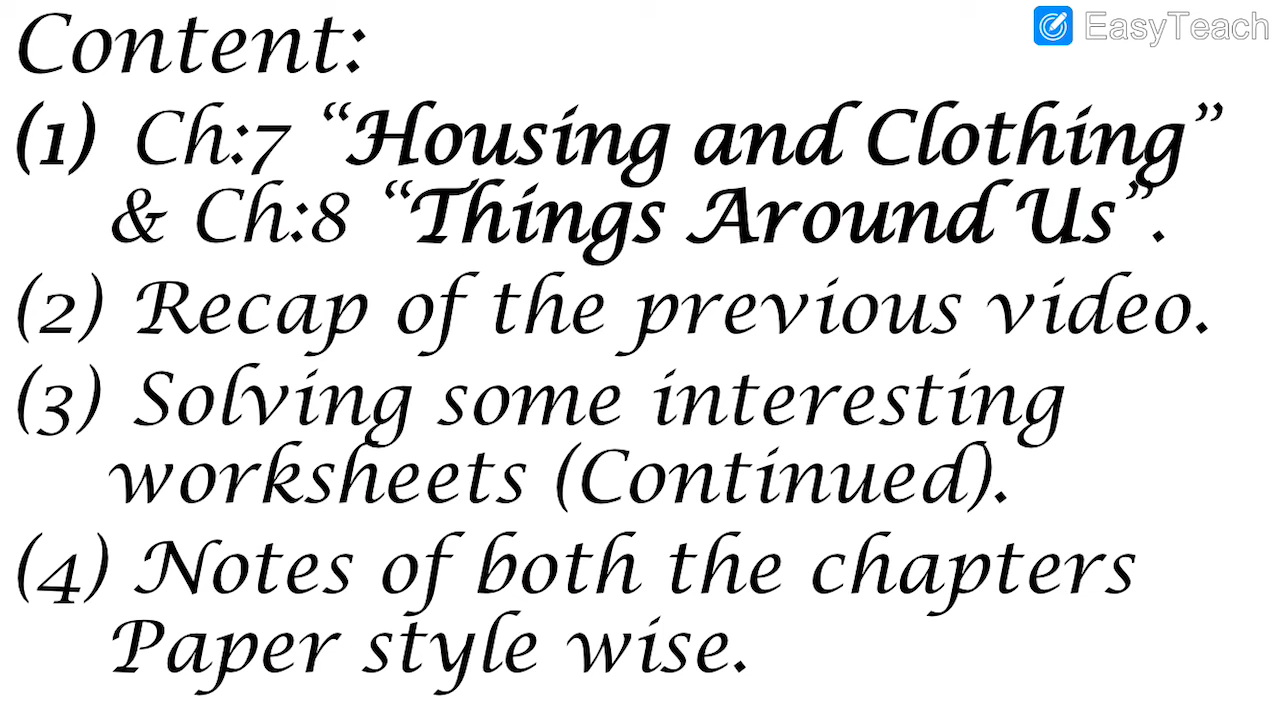 EasyTeach
Content:
(1) Ch:7 “Housing and Clothing”
& Ch:8 “Things Around Us”.
(2) Recap of the previous video.
(3) Solving some interesting
worksheets (Continued).
(4) Notes of both the chapters
Paper style wise.